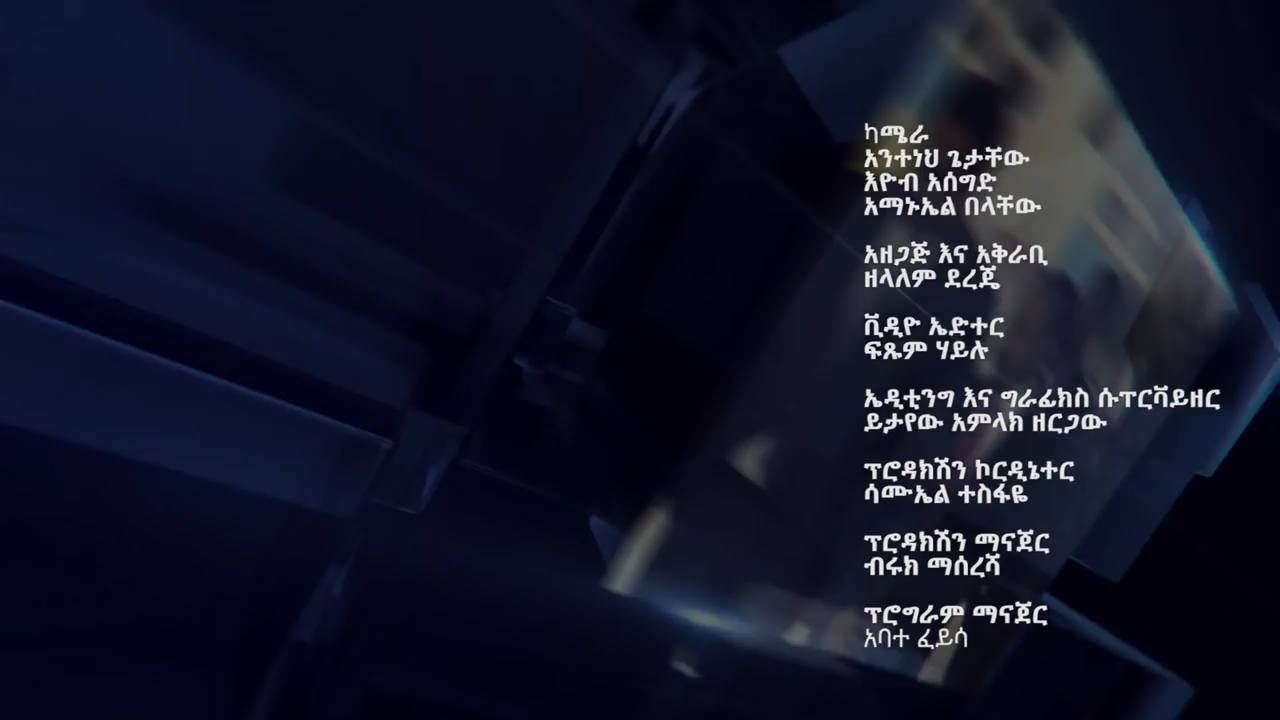 ካሜራ
አንተነህ ጌታቸው
እዮብ አሰግድ
አማኑኤል በላቸው
አዘጋጅ እና አቅራቢ
ዘላለም ደረጄ
ቪዲዮ ኤድተር
ፍጹም ሃይሉ
ኤዲቲንግ እና ግራፊክስ ሱፐርቫይዘር
ይታየው አምላክ ዘርጋው
ፕሮዳክሽን ኮርዲኔተር
ሳሙኤል ተስፋዬ
ፕሮዳክሽን ማናጀር
ብሩክ ማሰረሻ
ፕሮግራም ማናጀር
አባተ ፈይሳ